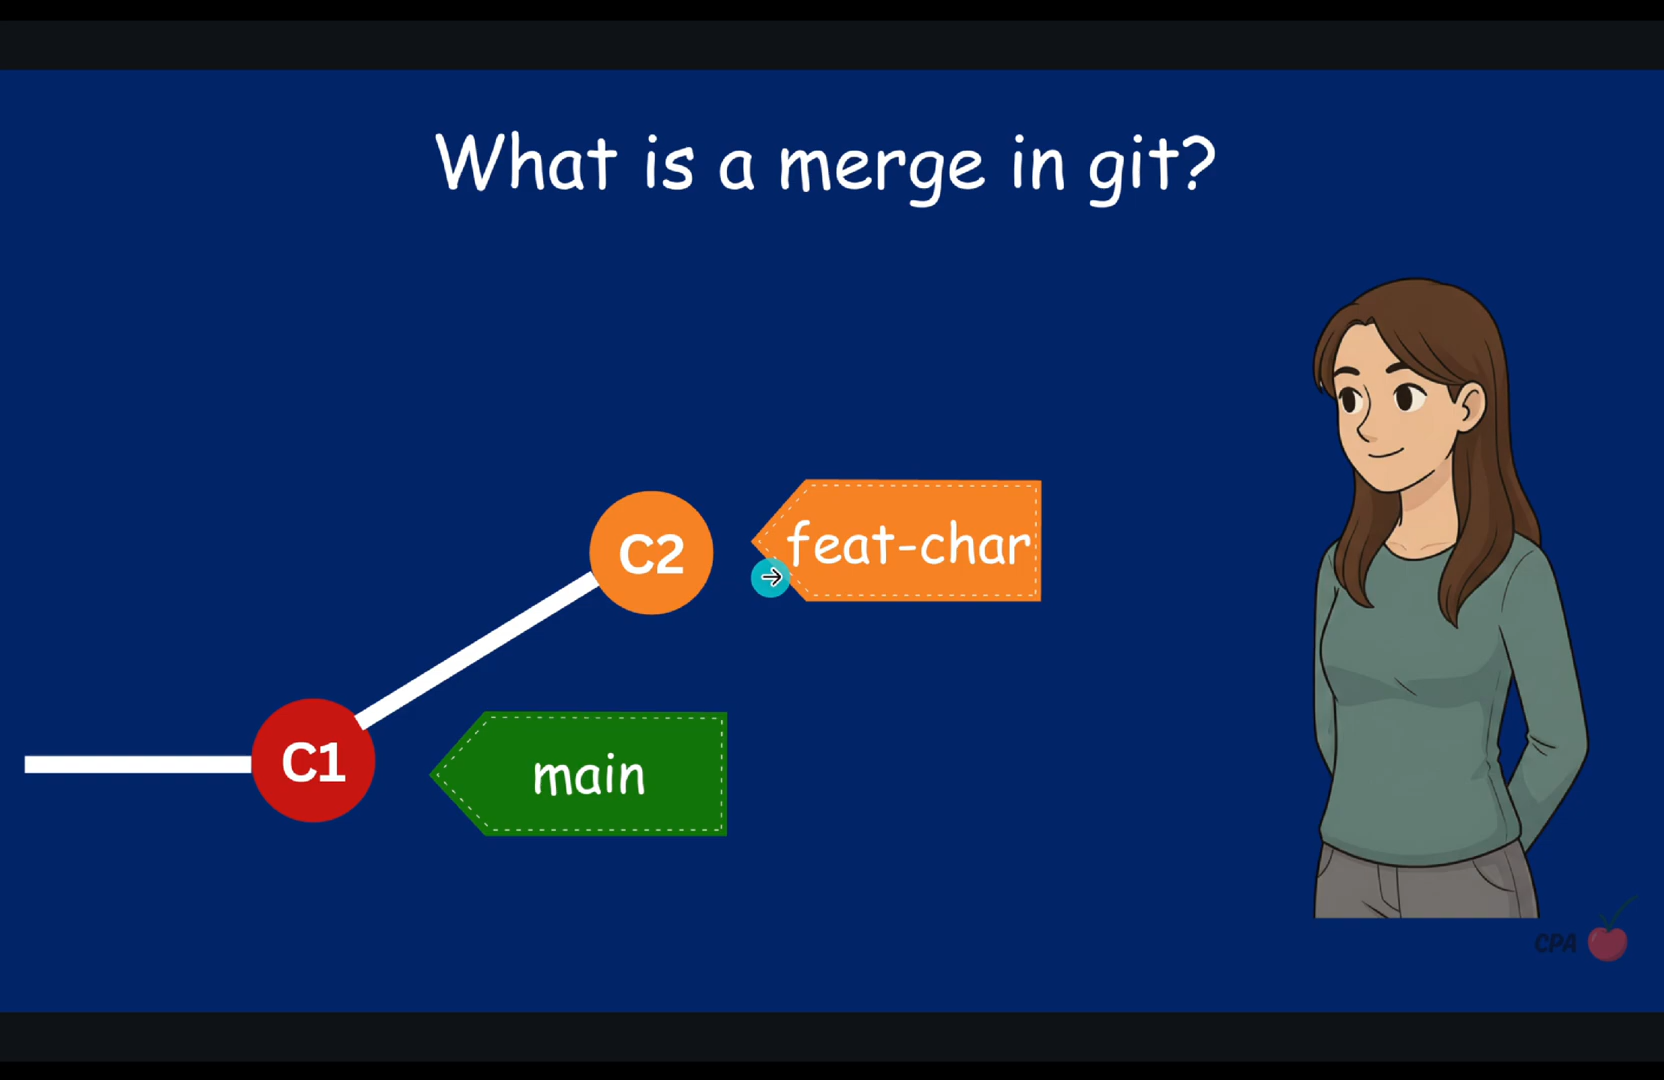 What is a merge in git?
C2
feat-char
C1
main
CPA